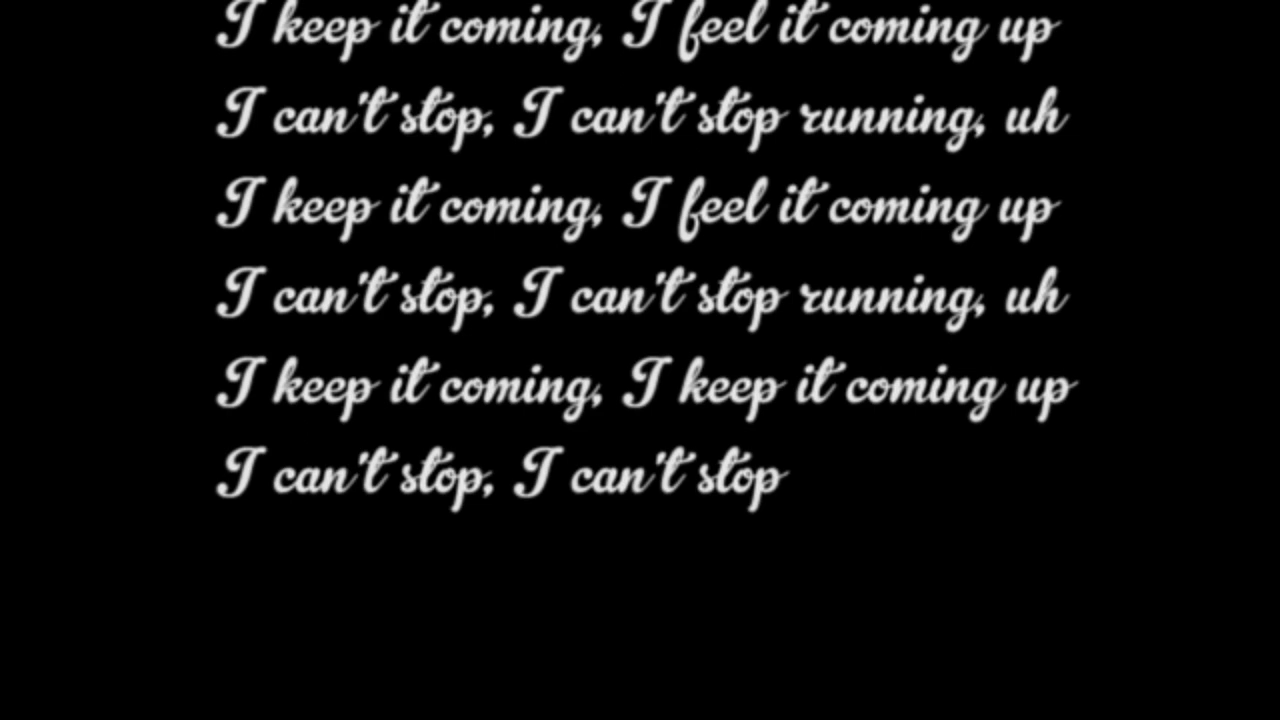 I keep it coming, I feel it coming up
I can't stop, I can't stop running, uh
I keep it coming, I feel it coming up
I can't stop, I can't stop running, uh
I keep it coming, I keep it coming up
I can't stop, I can't stop